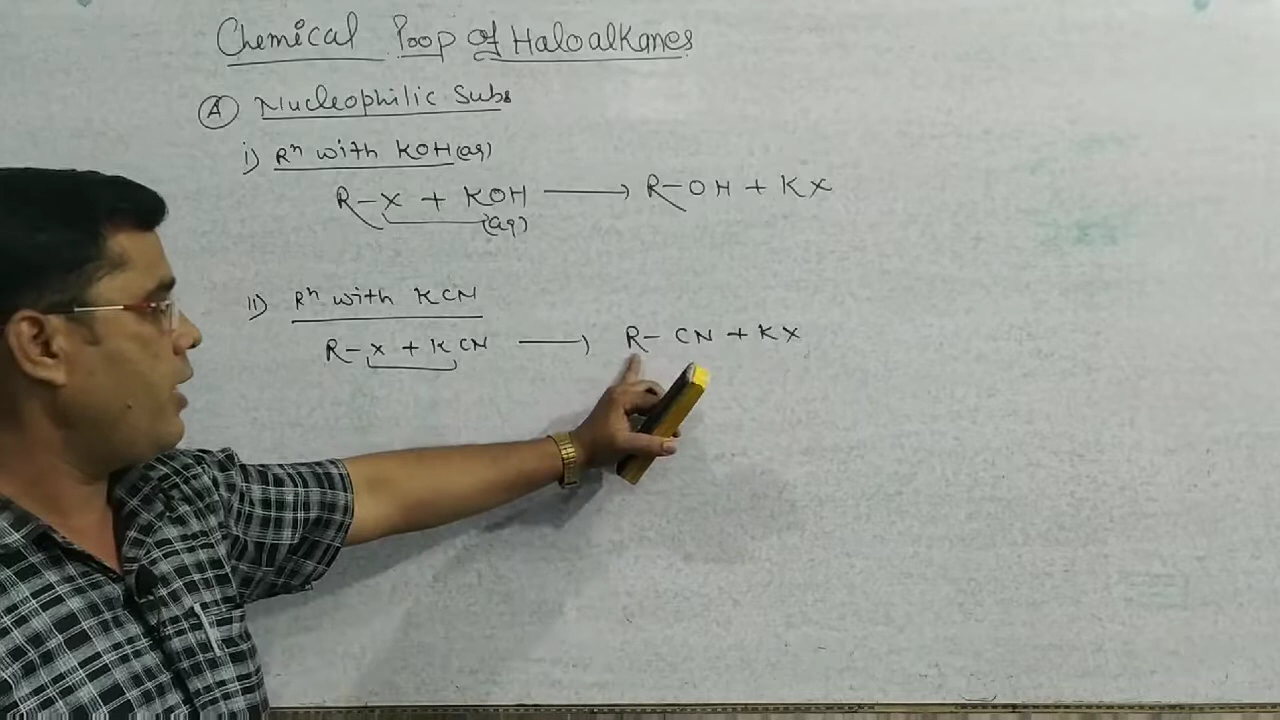 Chemical Poop of Haloalkanes
A Nucleophilic Subs
i) Rⁿ with KOH(aq)
R-X + KOH ⟶ R-OH + KX
(aq)
ii) Rⁿ with KCN
R-X + KCN ⟶ R-CN + KX